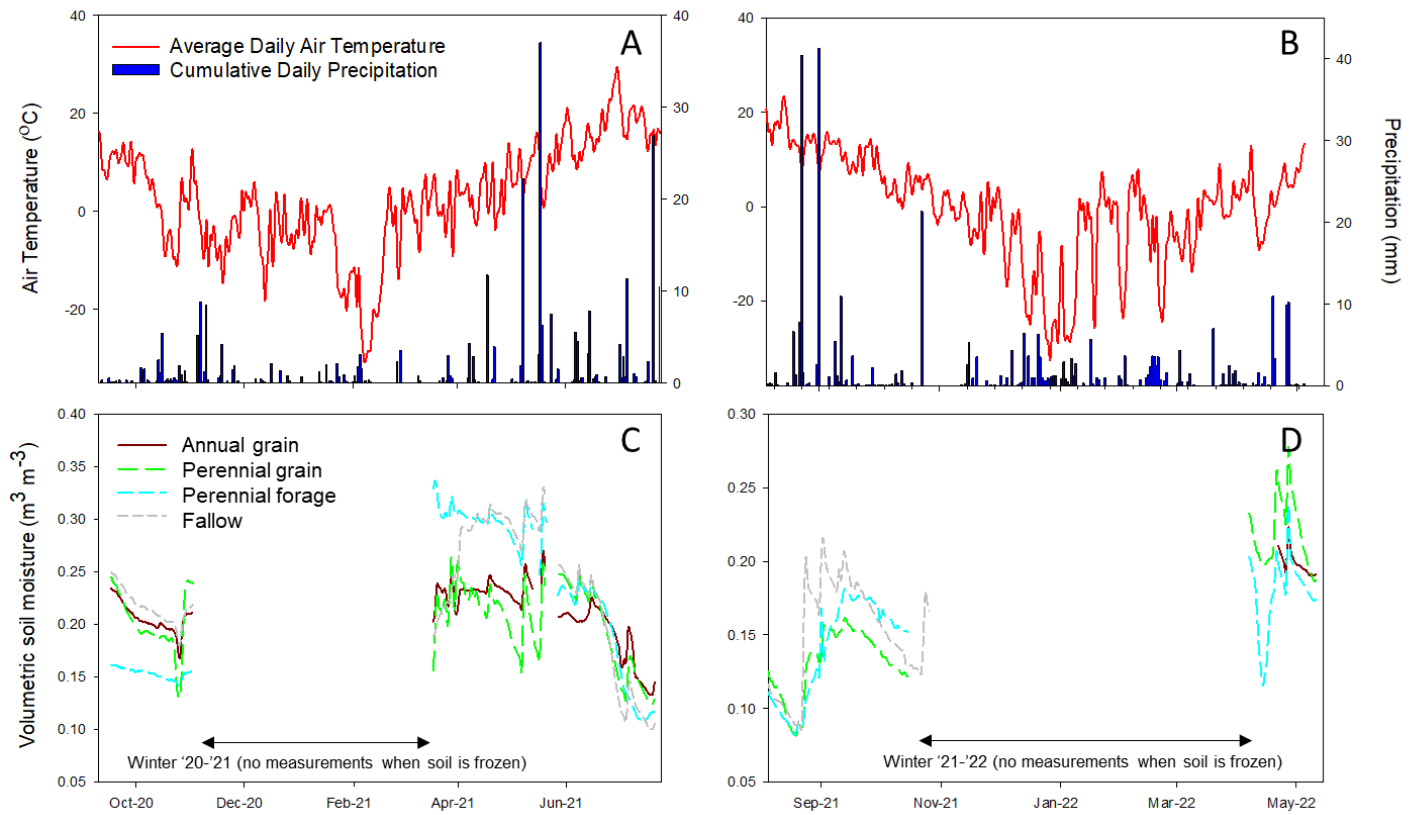 40
20
0
-20
Air Temperature (°C)
Average Daily Air Temperature
Cumulative Daily Precipitation
A
40
30
20
10
0
40
20
0
-20
B
40
30
20
10
0
Precipitation (mm)
0.40
0.35
0.30
0.25
0.20
0.15
0.10
0.05
Volumetric soil moisture (m³ m⁻³)
Annual grain
Perennial grain
Perennial forage
Fallow
C
Winter ‘20-’21 (no measurements when soil is frozen)
Oct-20 Dec-20 Feb-21 Apr-21 Jun-21
0.30
0.25
0.20
0.15
0.10
0.05
D
Winter ‘21-’22 (no measurements when soil is frozen)
Sep-21 Nov-21 Jan-22 Mar-22 May-22